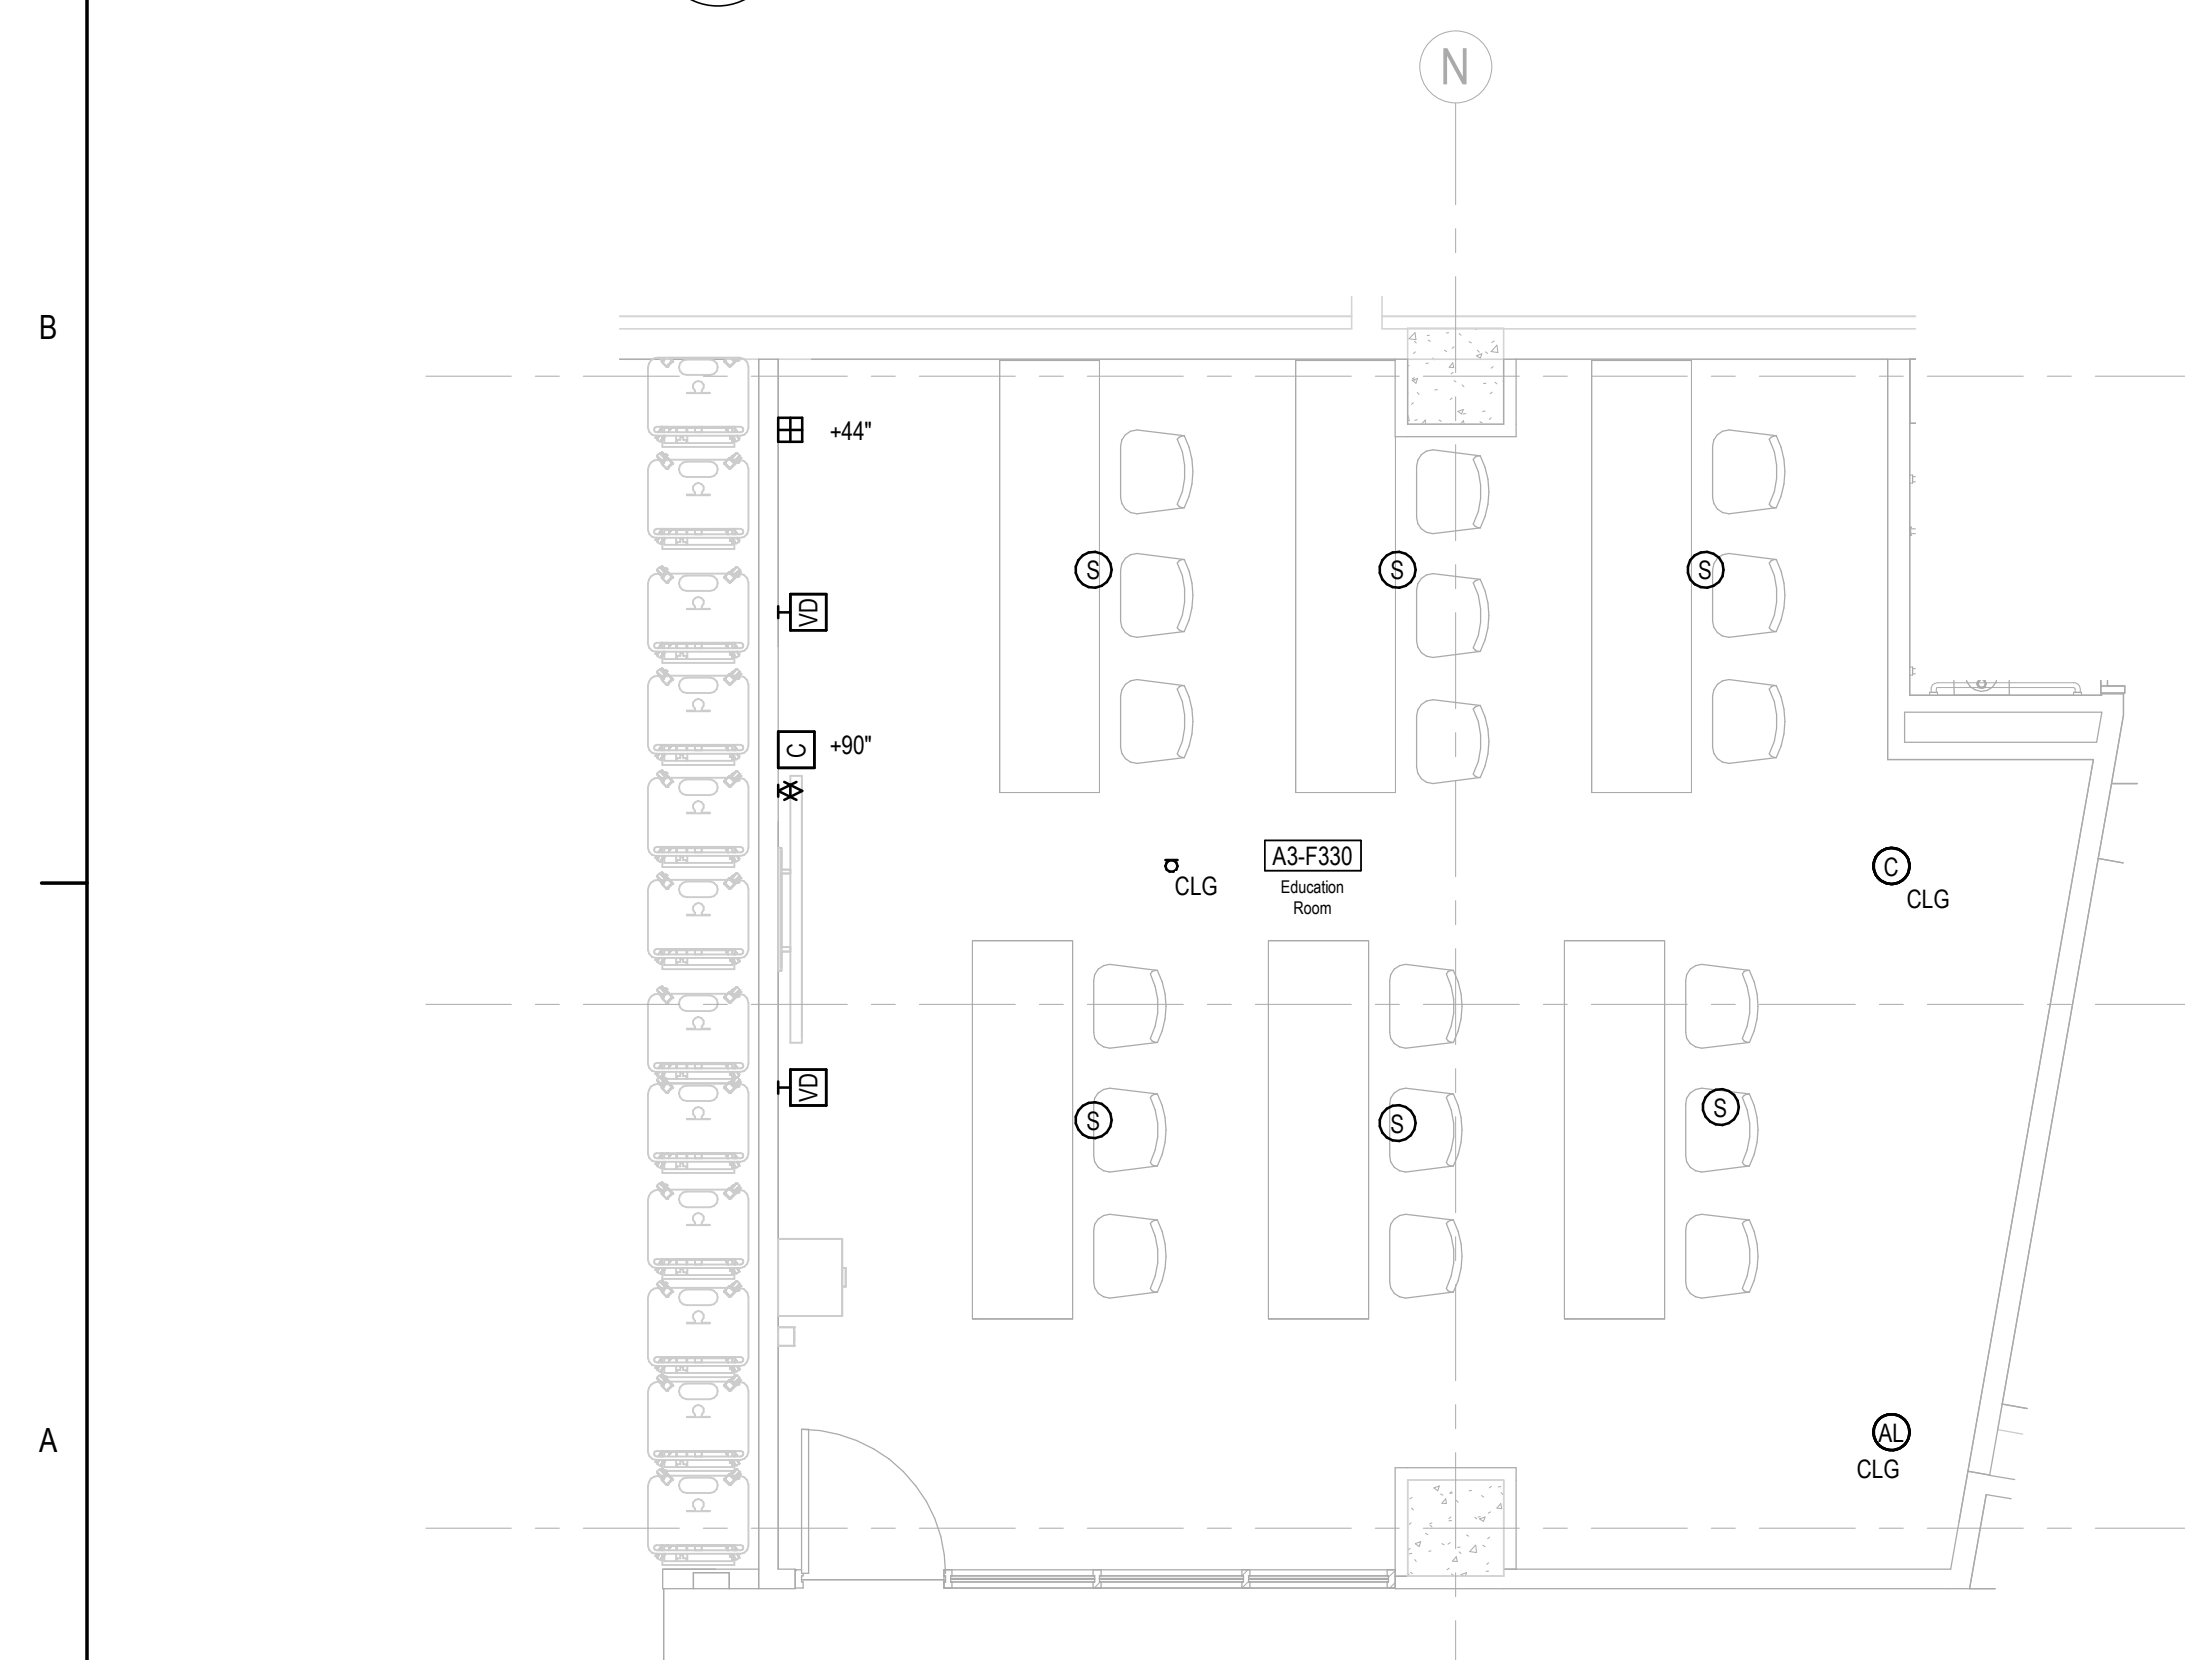 N
B
+44"
S
S
S
VD
C
+90"
A3-F330
Education
Room
CLG
C
CLG
VD
S
S
S
AL
CLG
A